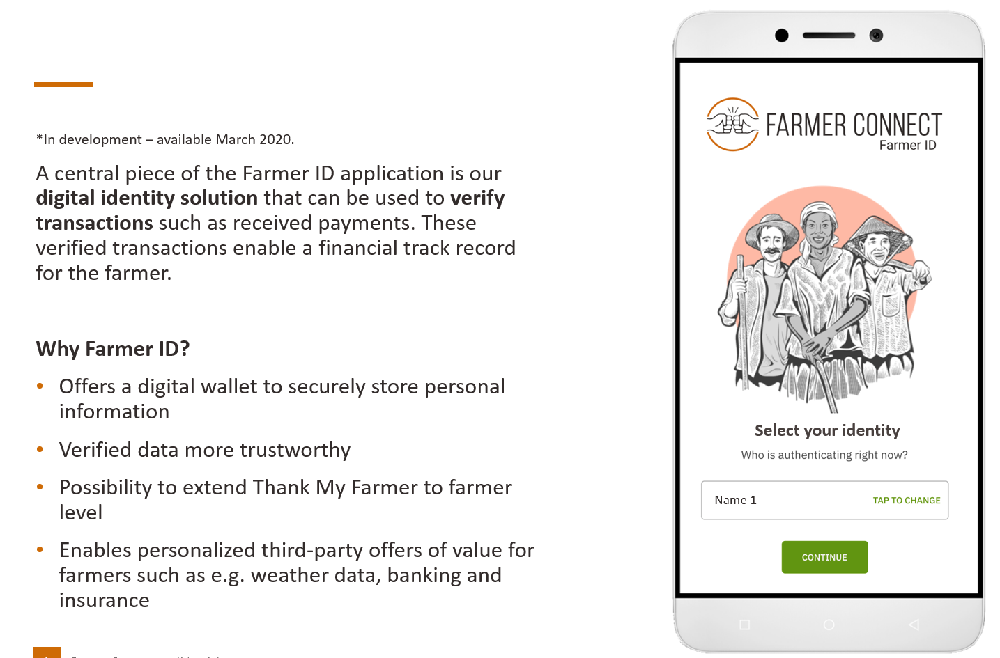 *In development – available March 2020.
A central piece of the Farmer ID application is our
digital identity solution that can be used to verify
transactions such as received payments. These
verified transactions enable a financial track record
for the farmer.
Why Farmer ID?
• Offers a digital wallet to securely store personal
information
• Verified data more trustworthy
• Possibility to extend Thank My Farmer to farmer
level
• Enables personalized third-party offers of value for
farmers such as e.g. weather data, banking and
insurance
FARMER CONNECT
Farmer ID
Select your identity
Who is authenticating right now?
Name 1
TAP TO CHANGE
CONTINUE